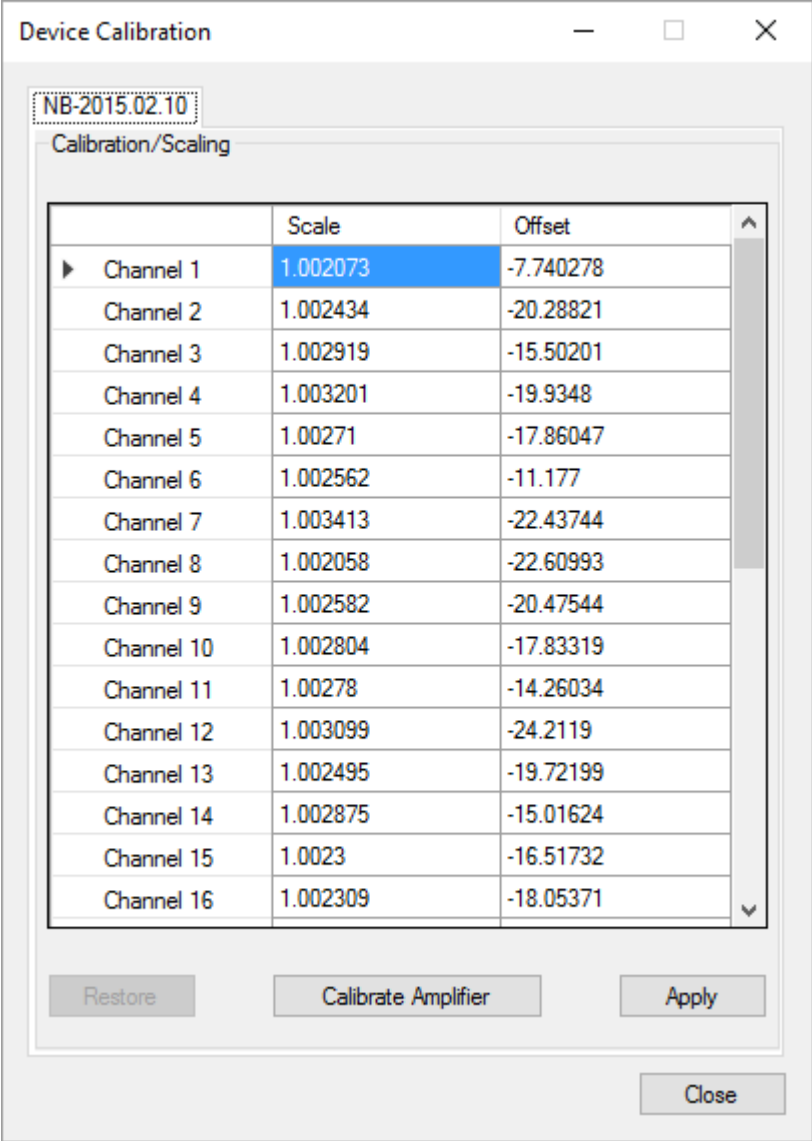 Device Calibration
NB-2015.02.10
Calibration/Scaling
Scale Offset
Channel 1 1.002073 -7.740278
Channel 2 1.002434 -20.28821
Channel 3 1.002919 -15.50201
Channel 4 1.003201 -19.9348
Channel 5 1.00271 -17.86047
Channel 6 1.002562 -11.177
Channel 7 1.003413 -22.43744
Channel 8 1.002058 -22.60993
Channel 9 1.002582 -20.47544
Channel 10 1.002804 -17.83319
Channel 11 1.00278 -14.26034
Channel 12 1.003099 -24.2119
Channel 13 1.002495 -19.72199
Channel 14 1.002875 -15.01624
Channel 15 1.0023 -16.51732
Channel 16 1.002309 -18.05371
Restore Calibrate Amplifier Apply
Close